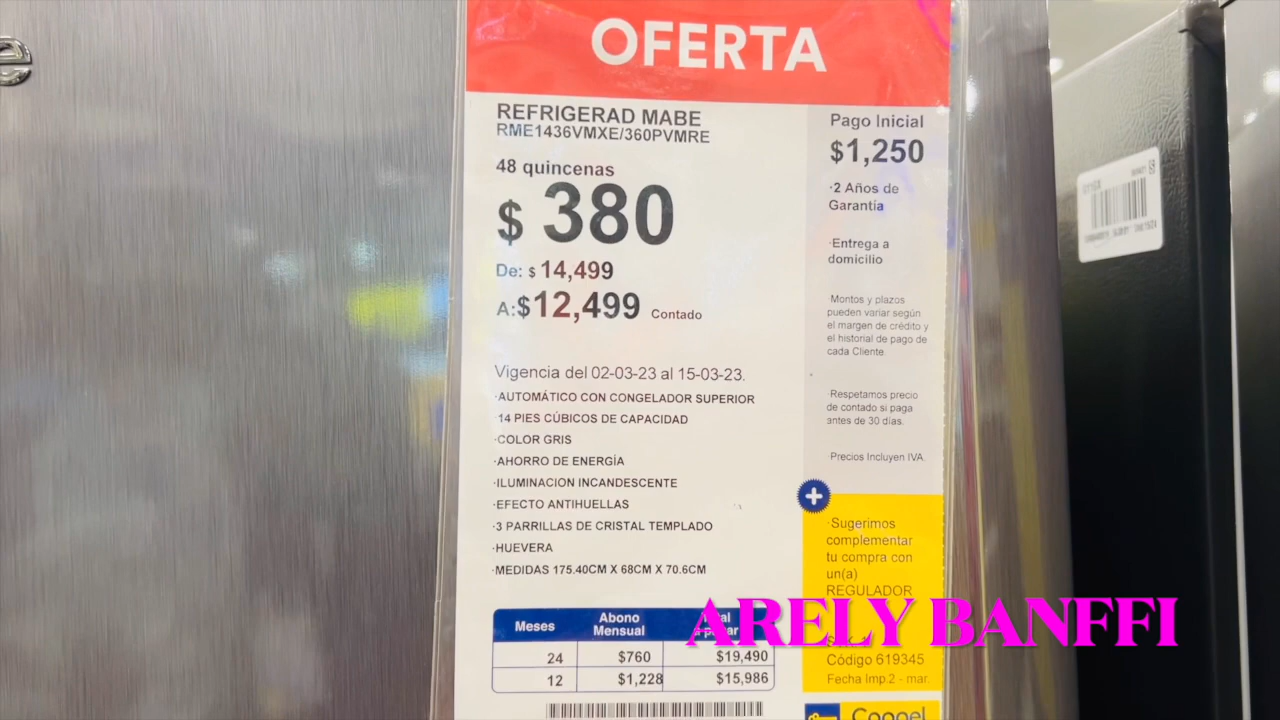 OFERTA
REFRIGERAD MABE
RME1436VMXE/360PVMRE
48 quincenas
$ 380
De: $ 14,499
A:$12,499 Contado
Vigencia del 02-03-23 al 15-03-23.
·AUTOMÁTICO CON CONGELADOR SUPERIOR
·14 PIES CÚBICOS DE CAPACIDAD
·COLOR GRIS
·AHORRO DE ENERGÍA
·ILUMINACION INCANDESCENTE
·EFECTO ANTIHUELLAS
·3 PARRILLAS DE CRISTAL TEMPLADO
·HUEVERA
·MEDIDAS 175.40CM X 68CM X 70.6CM
Meses Abono
Mensual
24 $760 $19,490
12 $1,228 $15,986
Pago Inicial
$1,250
·2 Años de
Garantía
·Entrega a
domicilio
·Montos y plazos
pueden variar según
el margen de crédito y
el historial de pago de
cada Cliente
·Respetamos precio
de contado si paga
antes de 30 días.
·Precios Incluyen IVA.
+
·Sugerimos
complementar
tu compra con
un(a)
REGULADOR
Código 619345
Fecha Imp.2 - mar.
Coppel
ARELY BANFFI